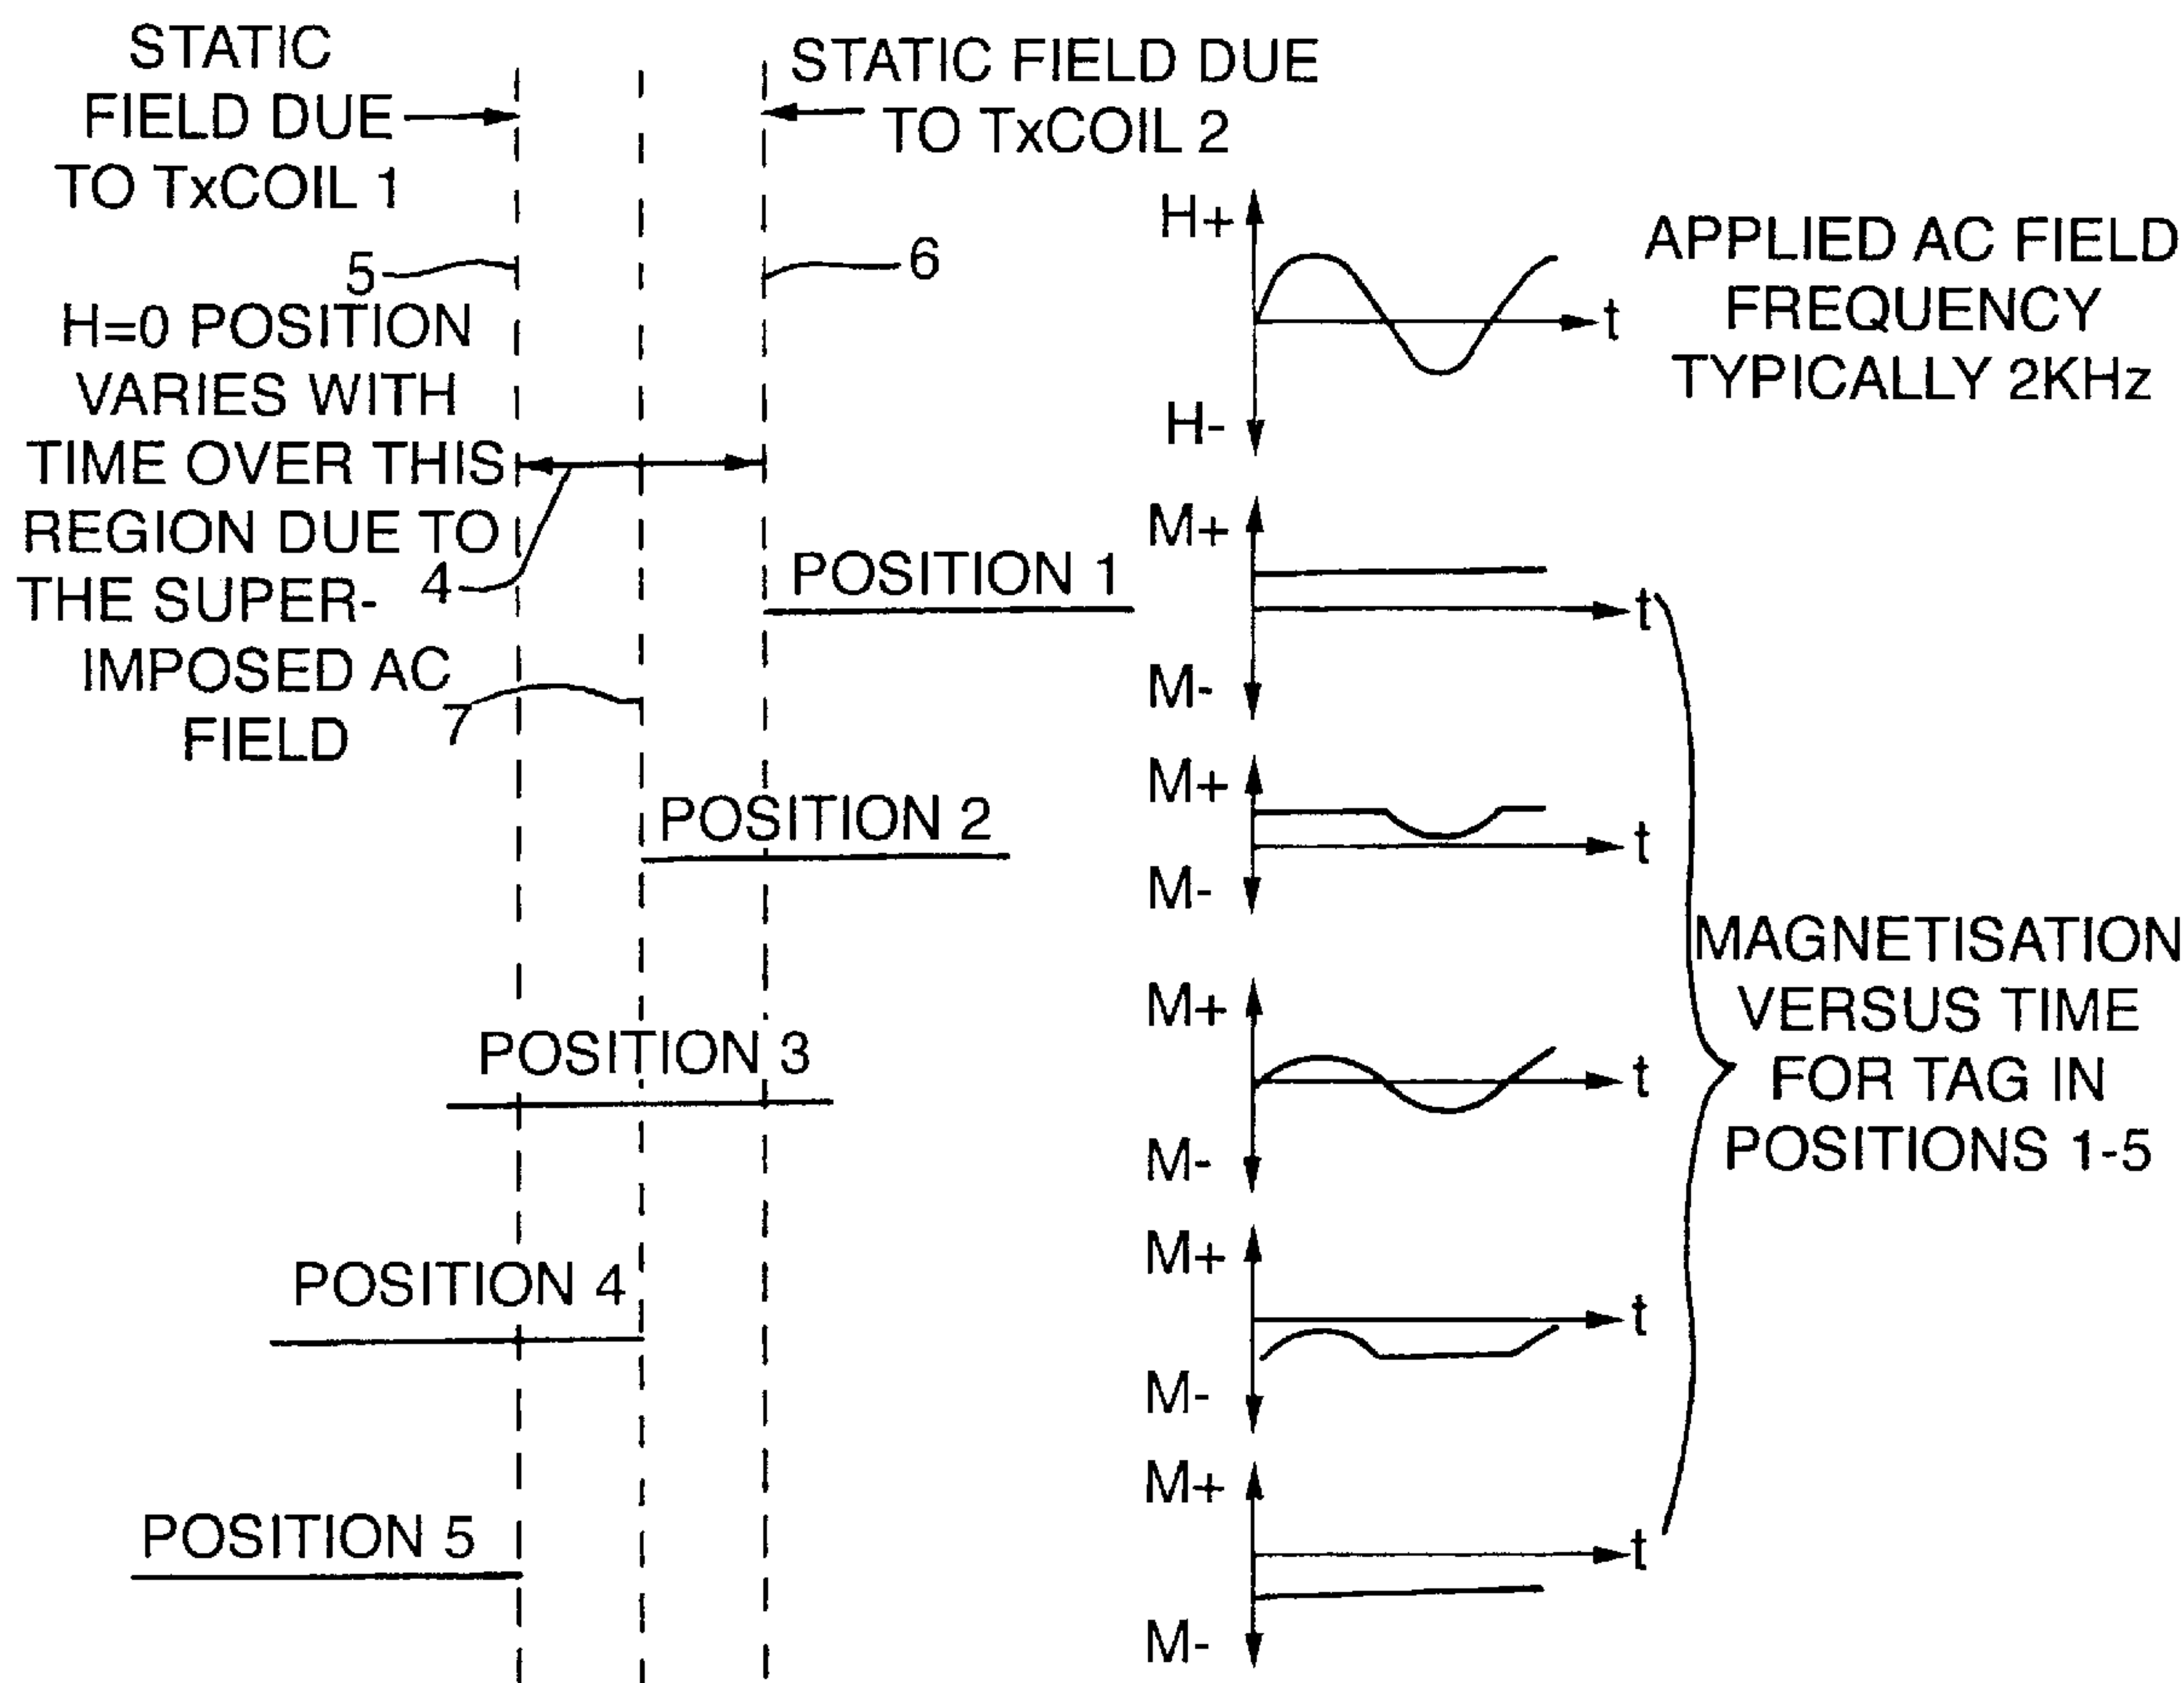 STATIC
FIELD DUE
TO TxCOIL 1
STATIC FIELD DUE
TO TxCOIL 2
5
6
H=0 POSITION
VARIES WITH
TIME OVER THIS
REGION DUE TO
THE SUPER-
IMPOSED AC
FIELD
4
7
H+
H-
t
APPLIED AC FIELD
FREQUENCY
TYPICALLY 2KHz
POSITION 1
M+
M-
t
POSITION 2
M+
M-
t
POSITION 3
M+
M-
t
POSITION 4
M+
M-
t
POSITION 5
M+
M-
t
MAGNETISATION
VERSUS TIME
FOR TAG IN
POSITIONS 1-5